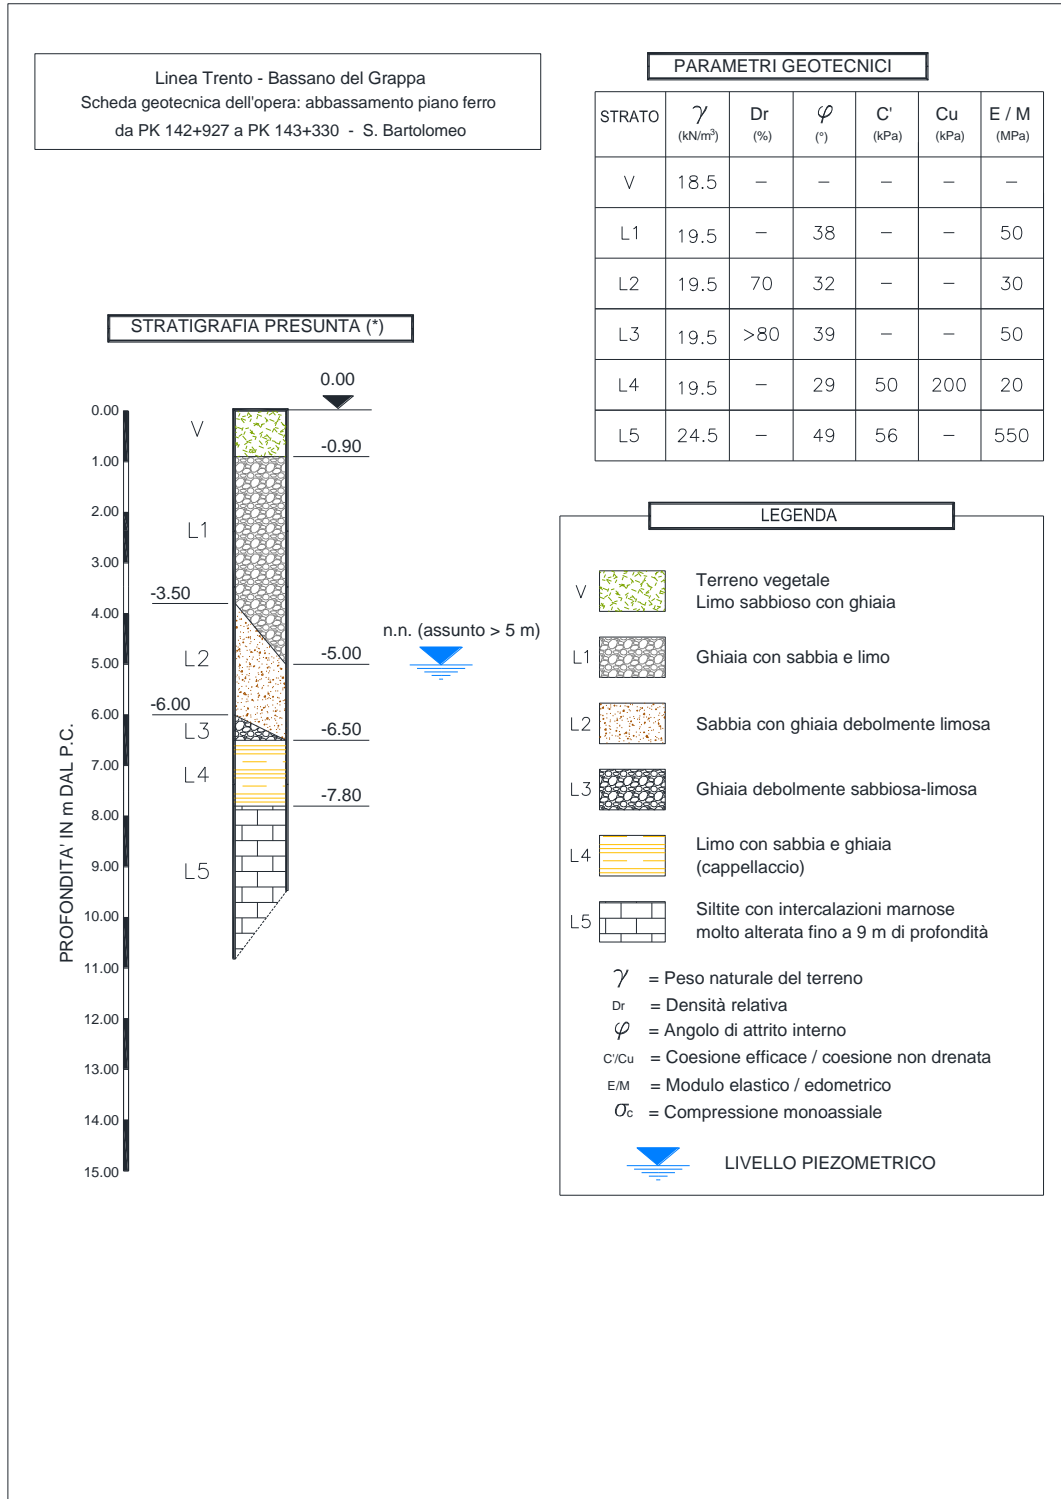 Linea Trento - Bassano del Grappa
Scheda geotecnica dell'opera: abbassamento piano ferro
da PK 142+927 a PK 143+330 - S. Bartolomeo
PARAMETRI GEOTECNICI
STRATO γ (kN/m³) Dr (%) φ (°) C' (kPa) Cu (kPa) E / M (MPa)
V 18.5 – – – – –
L1 19.5 – 38 – – 50
L2 19.5 70 32 – – 30
L3 19.5 >80 39 – – 50
L4 19.5 – 29 50 200 20
L5 24.5 – 49 56 – 550
STRATIGRAFIA PRESUNTA (*)
PROFONDITA' IN m DAL P.C.
0.00
1.00
2.00
3.00
4.00
5.00
6.00
7.00
8.00
9.00
10.00
11.00
12.00
13.00
14.00
15.00
V
L1
-3.50
L2
-6.00
L3
L4
L5
0.00
-0.90
n.n. (assunto > 5 m)
-5.00
-6.50
-7.80
LEGENDA
V Terreno vegetale
Limo sabbioso con ghiaia
L1 Ghiaia con sabbia e limo
L2 Sabbia con ghiaia debolmente limosa
L3 Ghiaia debolmente sabbiosa-limosa
L4 Limo con sabbia e ghiaia
(cappellaccio)
L5 Siltite con intercalazioni marnose
molto alterata fino a 9 m di profondità
γ = Peso naturale del terreno
Dr = Densità relativa
φ = Angolo di attrito interno
C'/Cu = Coesione efficace / coesione non drenata
E/M = Modulo elastico / edometrico
σc = Compressione monoassiale
LIVELLO PIEZOMETRICO